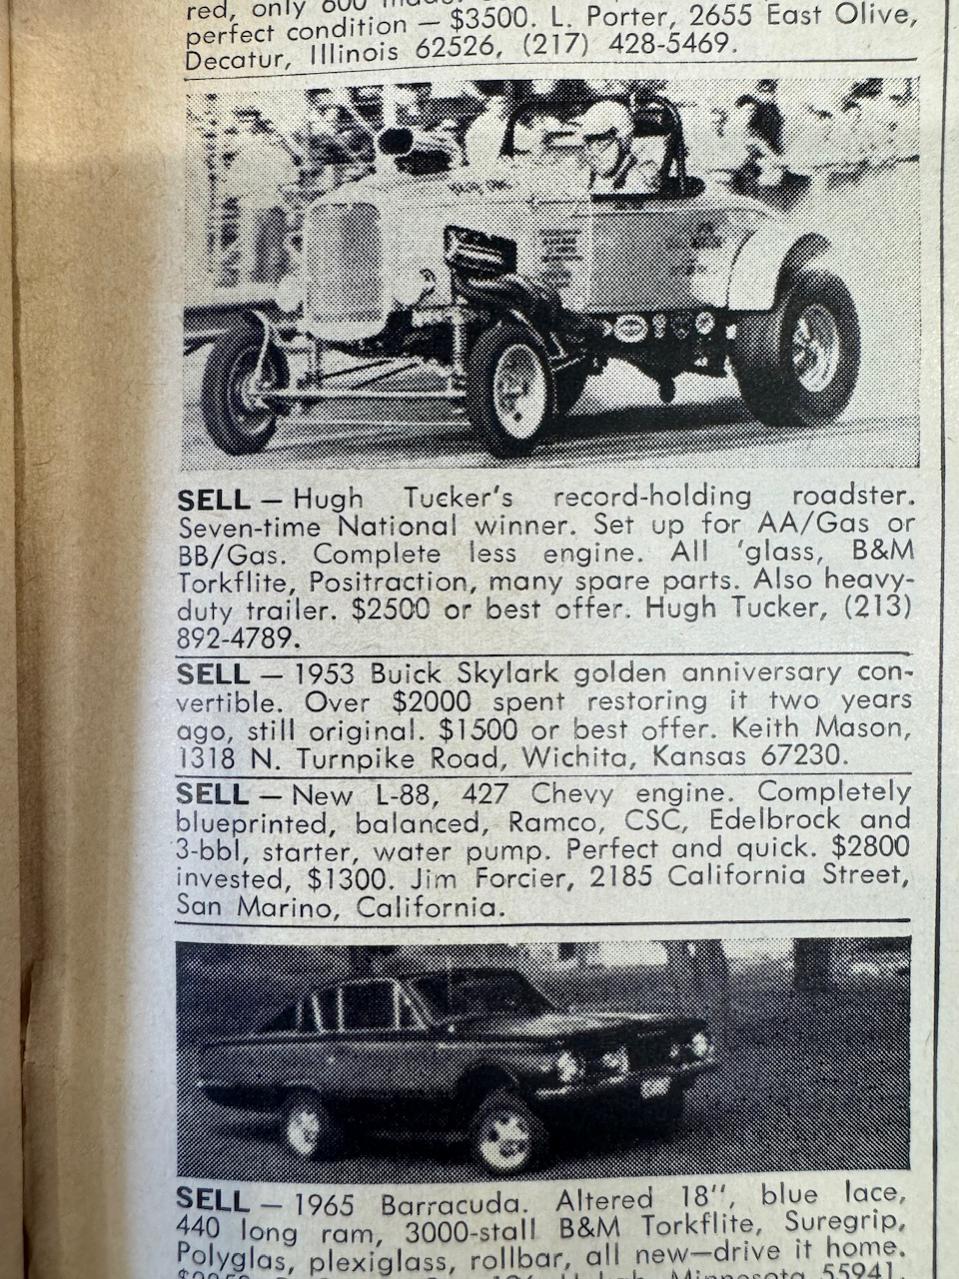 red, only 600
perfect condition — $3500. L. Porter, 2655 East Olive,
Decatur, Illinois 62526, (217) 428-5469.
SELL — Hugh Tucker's record-holding roadster.
Seven-time National winner. Set up for AA/Gas or
BB/Gas. Complete less engine. All 'glass, B&M
Torkflite, Positraction, many spare parts. Also heavy-
duty trailer. $2500 or best offer. Hugh Tucker, (213)
892-4789.
SELL — 1953 Buick Skylark golden anniversary con-
vertible. Over $2000 spent restoring it two years
ago, still original. $1500 or best offer. Keith Mason,
1318 N. Turnpike Road, Wichita, Kansas 67230.
SELL — New L-88, 427 Chevy engine. Completely
blueprinted, balanced, Ramco, CSC, Edelbrock and
3-bbl, starter, water pump. Perfect and quick. $2800
invested, $1300. Jim Forcier, 2185 California Street,
San Marino, California.
SELL — 1965 Barracuda. Altered 18", blue lace,
440 long ram, 3000-stall B&M Torkflite, Suregrip,
Polyglas, plexiglass, rollbar, all new—drive it home.
Minnesota 55941.